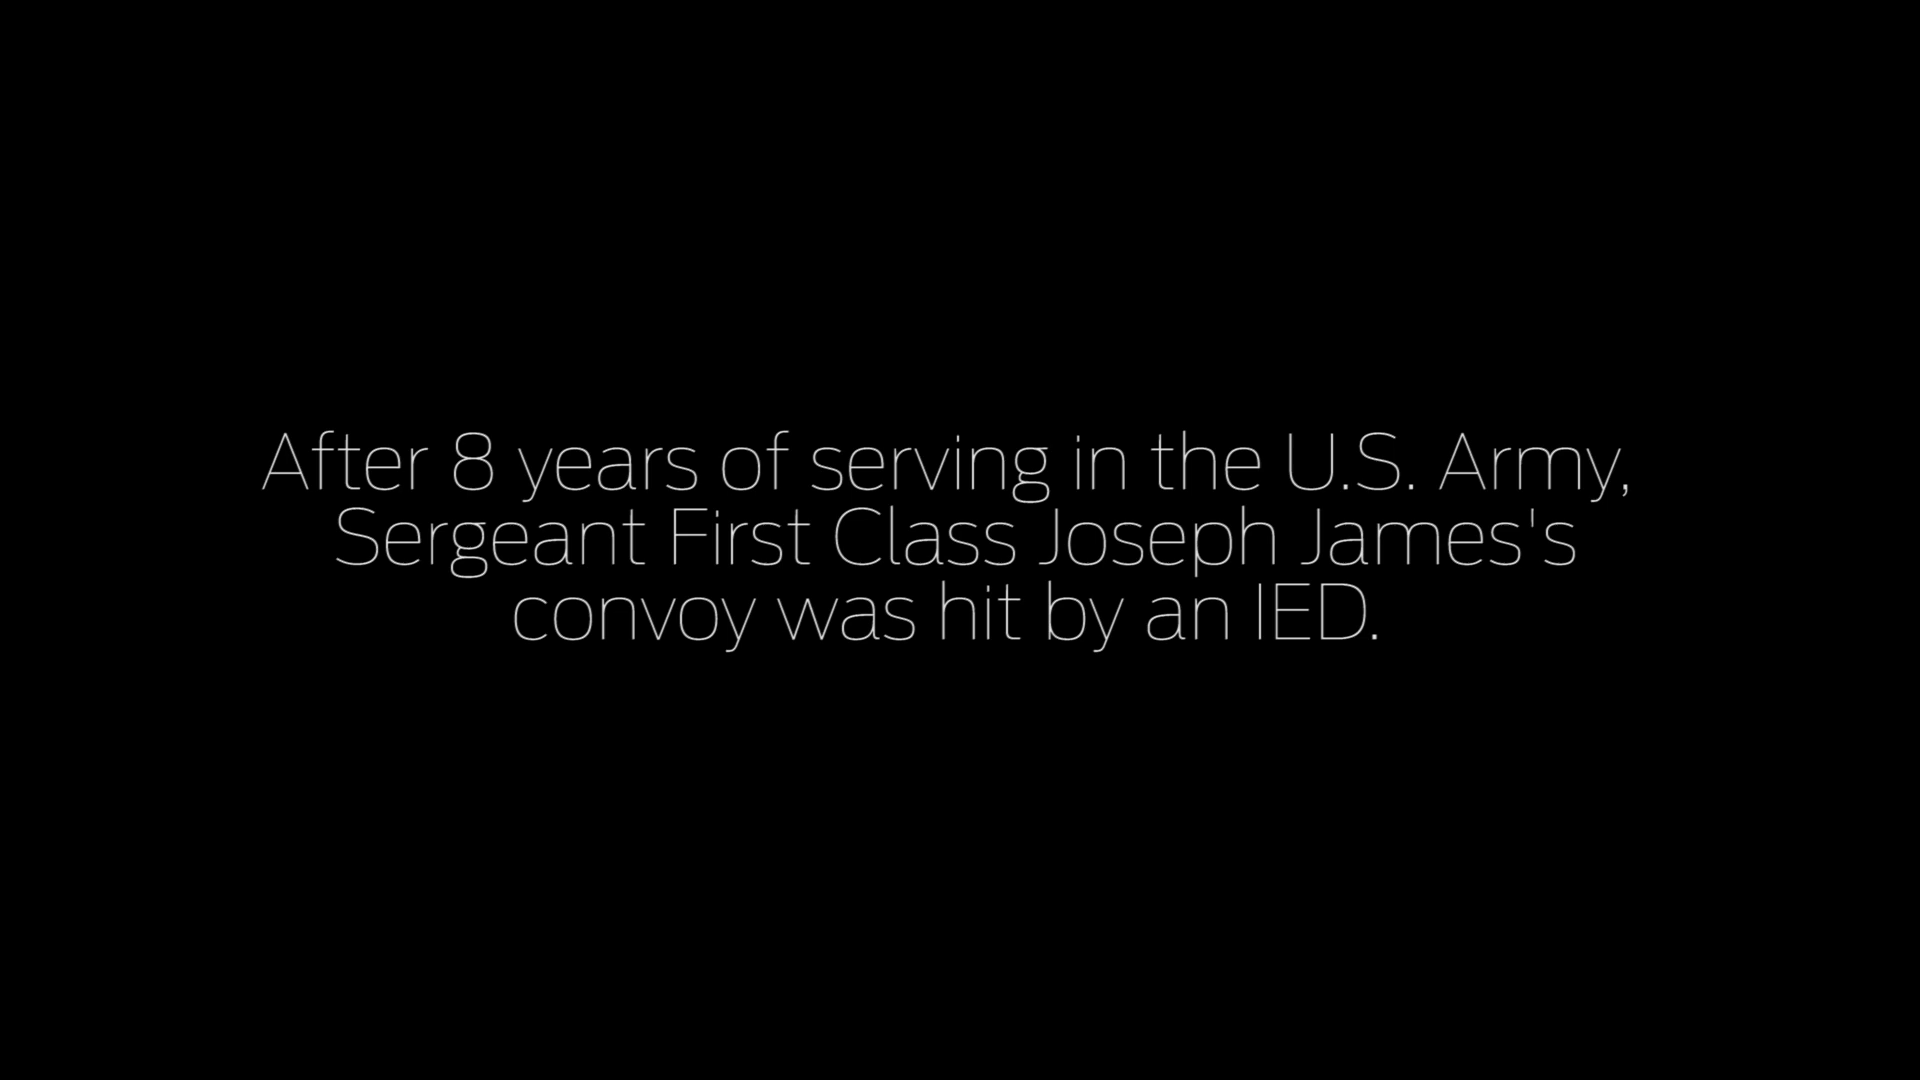 After 8 years of serving in the U.S. Army,
Sergeant First Class Joseph James's
convoy was hit by an IED.